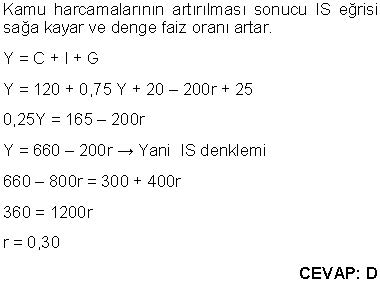 Kamu harcamalarının artırılması sonucu IS eğrisi
sağa kayar ve denge faiz oranı artar.
Y = C + I + G
Y = 120 + 0,75 Y + 20 – 200r + 25
0,25Y = 165 – 200r
Y = 660 – 200r → Yani IS denklemi
660 – 800r = 300 + 400r
360 = 1200r
r = 0,30
CEVAP: D